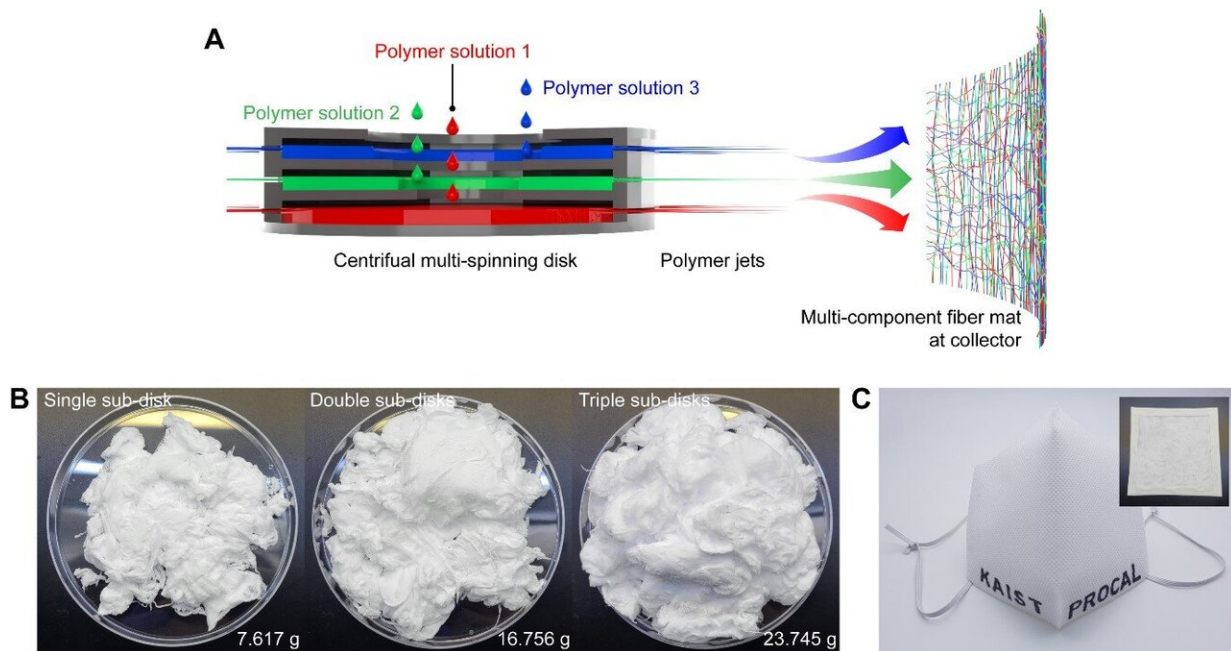 A
Polymer solution 1
Polymer solution 2
Polymer solution 3
Centrifual multi-spinning disk
Polymer jets
Multi-component fiber mat
at collector
B
Single sub-disk
Double sub-disks
Triple sub-disks
7.617 g
16.756 g
23.745 g
C
KAIST
PROCAL